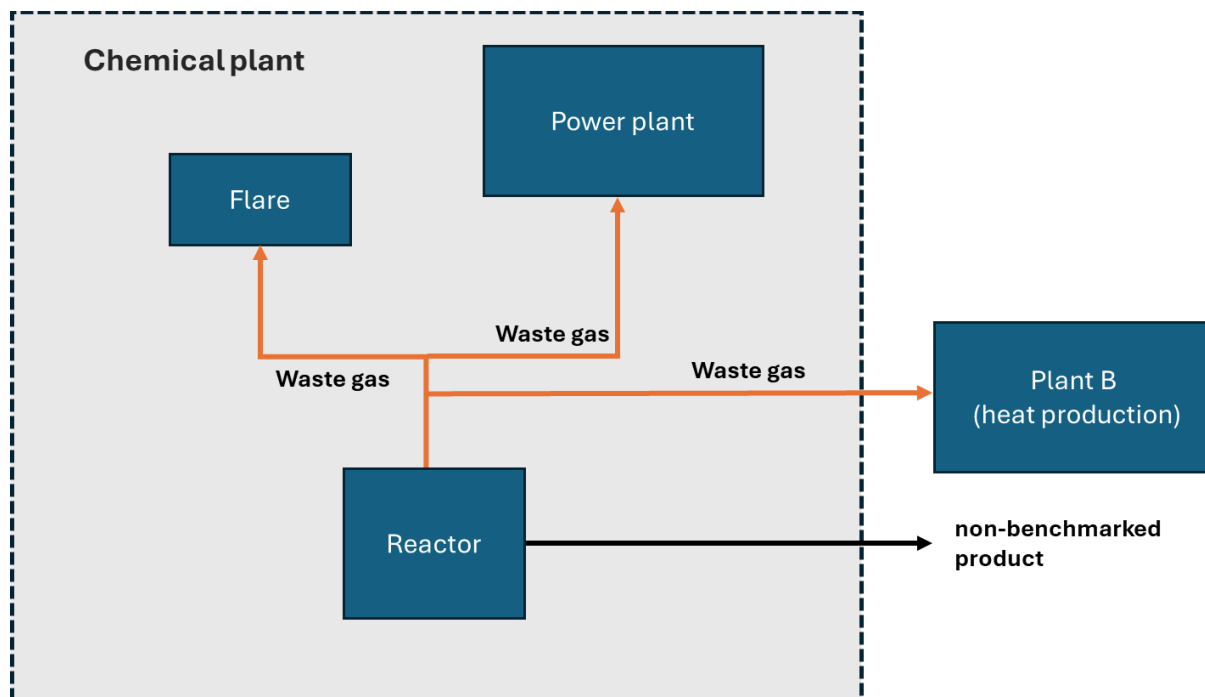 Chemical plant
Power plant
Flare
Waste gas
Waste gas
Waste gas
Plant B
(heat production)
Reactor
non-benchmarked
product